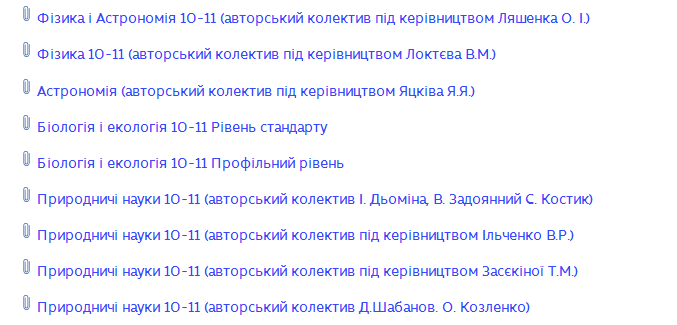 Фізика і Астрономія 10-11 (авторський колектив під керівництвом Ляшенка О. І.)
Фізика 10-11 (авторський колектив під керівництвом Локтєва В.М.)
Астрономія (авторський колектив під керівництвом Яцківа Я.Я.)
Біологія і екологія 10-11 Рівень стандарту
Біологія і екологія 10-11 Профільний рівень
Природничі науки 10-11 (авторський колектив І. Дьоміна, В. Задоянний С. Костик)
Природничі науки 10-11 (авторський колектив під керівництвом Ільченко В.Р.)
Природничі науки 10-11 (авторський колектив під керівництвом Засєкіної Т.М.)
Природничі науки 10-11 (авторський колектив Д.Шабанов. О. Козленко)